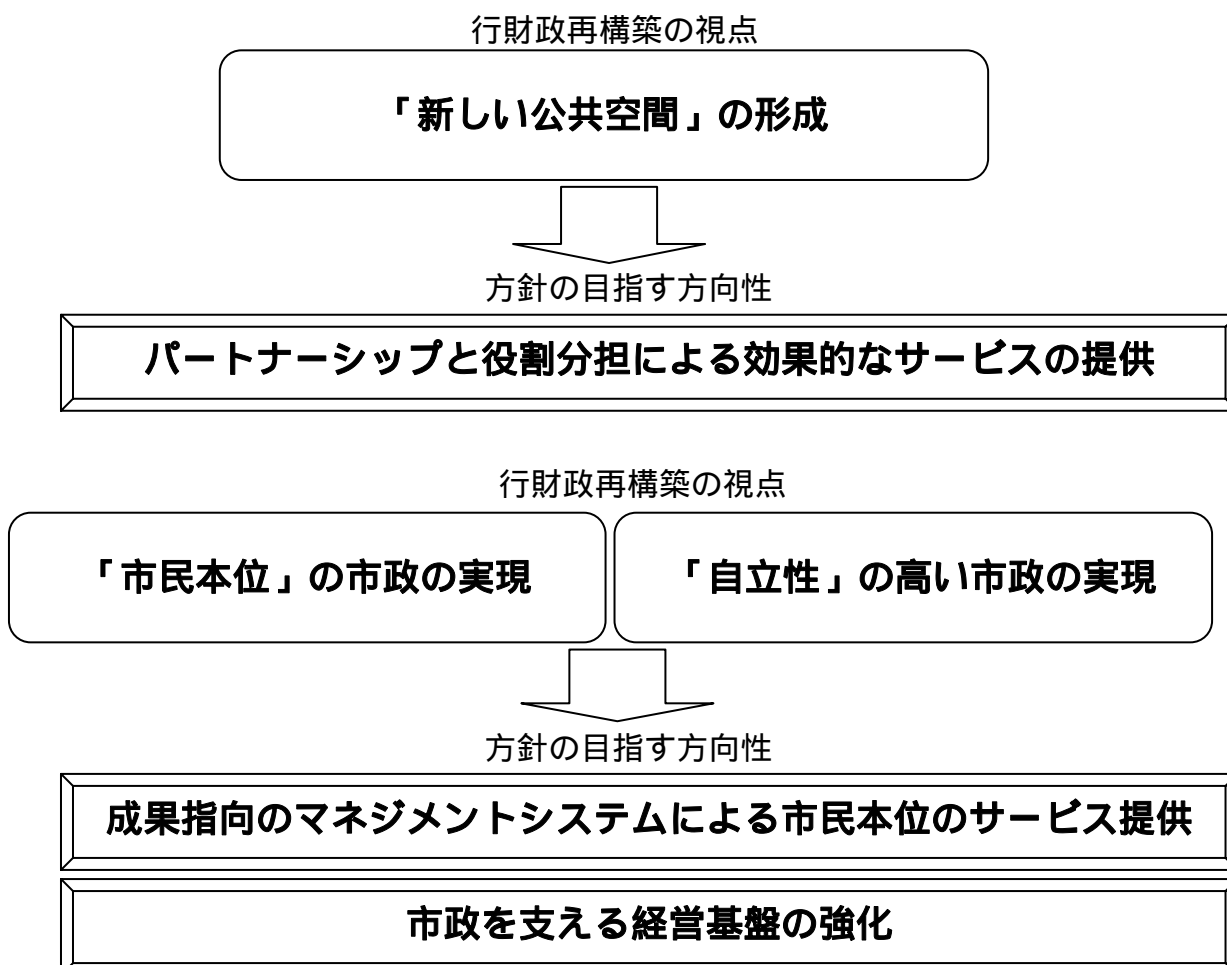 行財政再構築の視点
「新しい公共空間」の形成
方針の目指す方向性
パートナーシップと役割分担による効果的なサービスの提供
行財政再構築の視点
「市民本位」の市政の実現
「自立性」の高い市政の実現
方針の目指す方向性
成果指向のマネジメントシステムによる市民本位のサービス提供
市政を支える経営基盤の強化